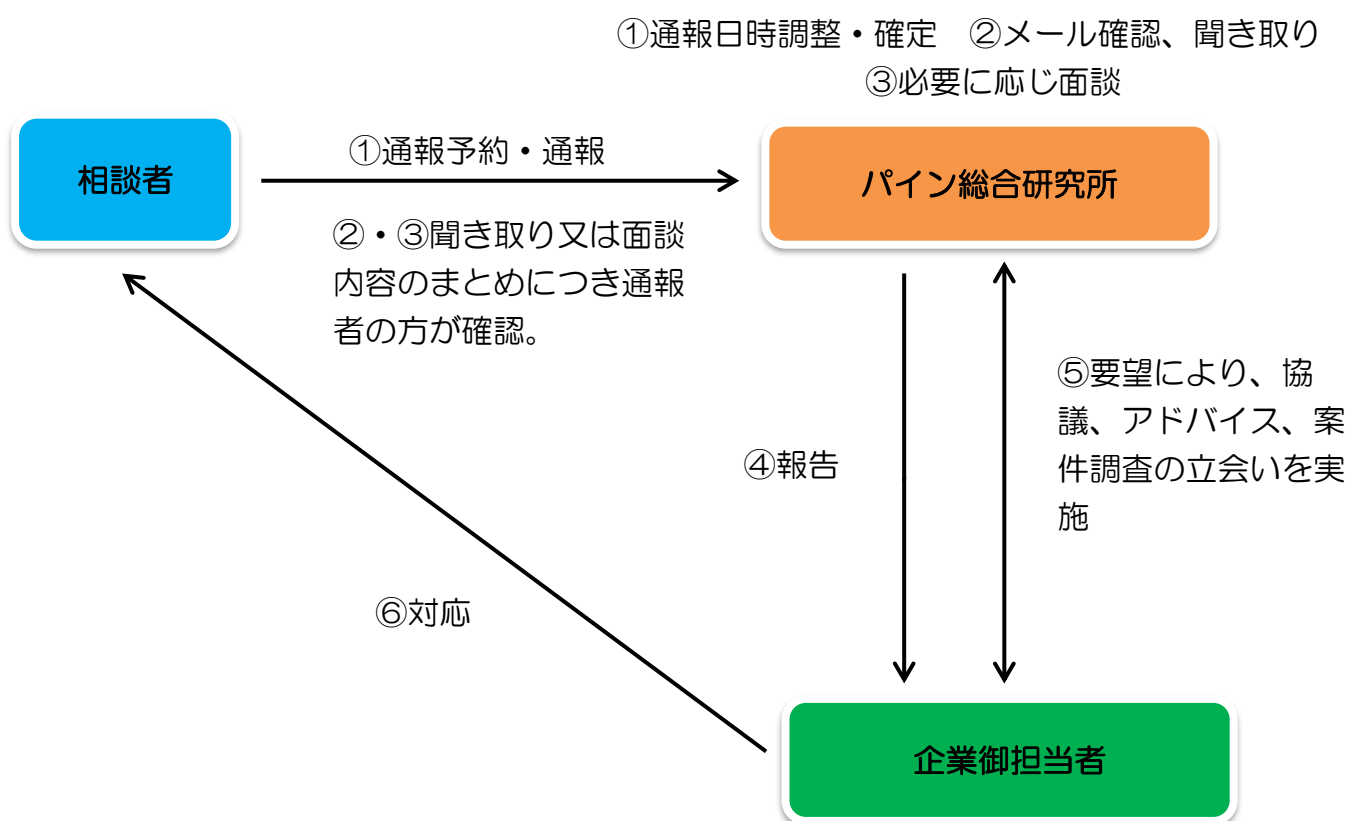 ①通報日時調整・確定　②メール確認、聞き取り
③必要に応じ面談
相談者
①通報予約・通報
パイン総合研究所
②・③聞き取り又は面談
内容のまとめにつき通報
者の方が確認。
⑤要望により、協
議、アドバイス、案
件調査の立会いを実
施
④報告
⑥対応
企業御担当者